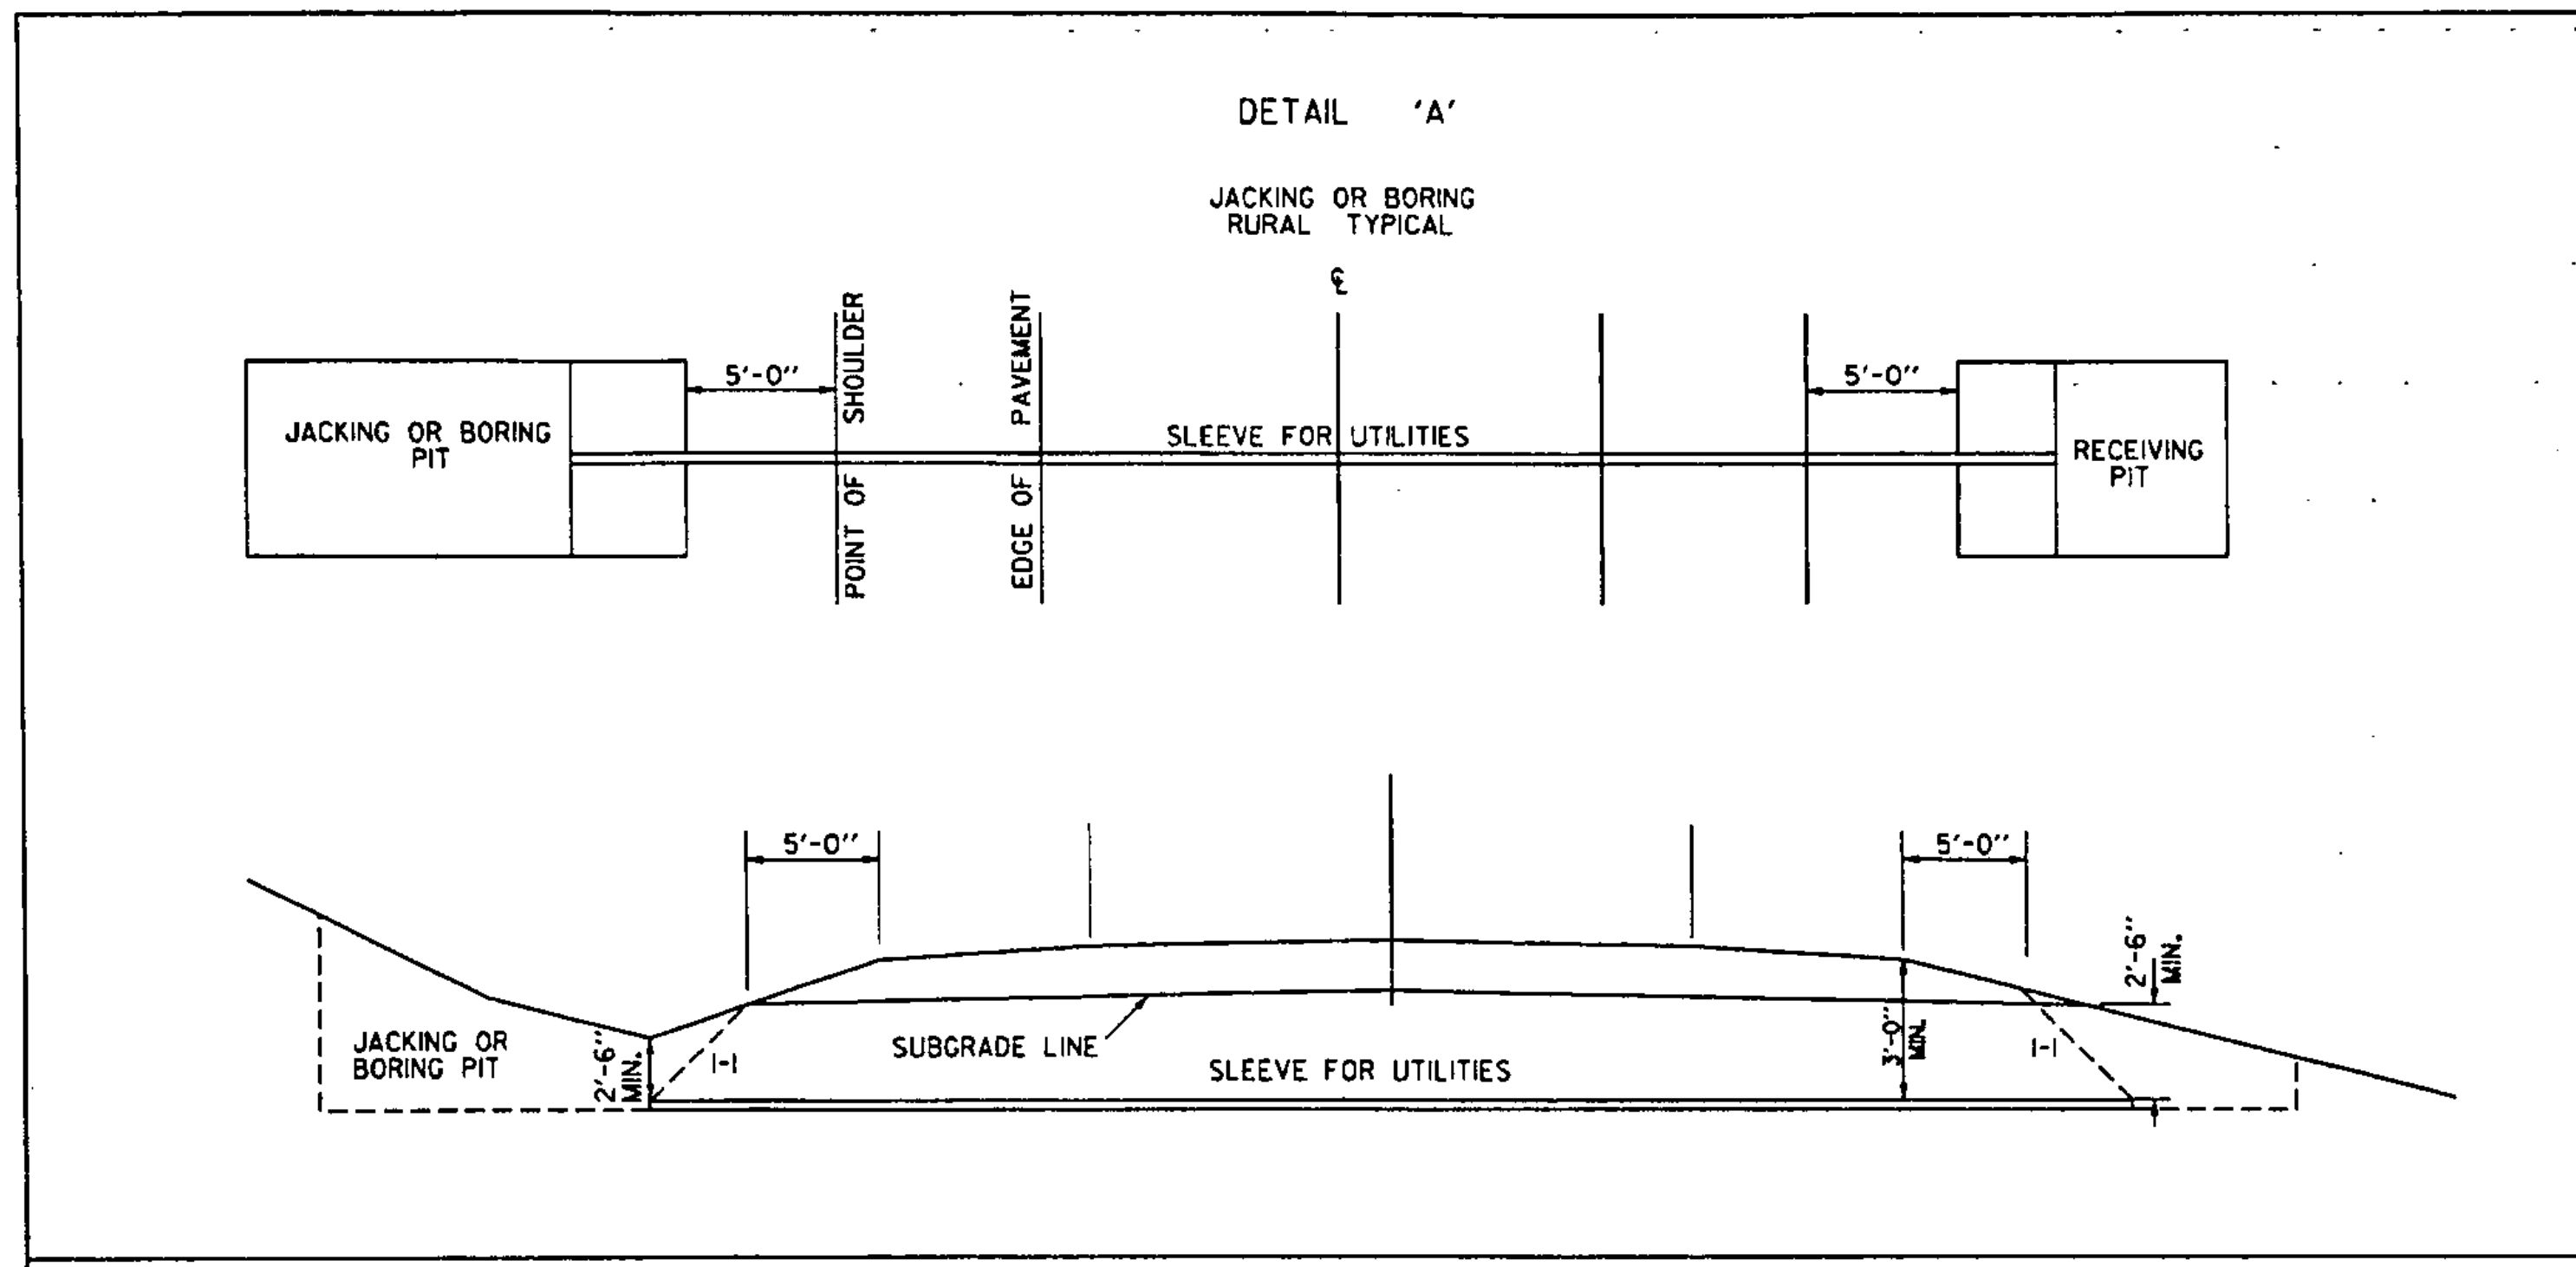 DETAIL 'A'
JACKING OR BORING
RURAL TYPICAL
℄
5'-0"
POINT OF SHOULDER
EDGE OF PAVEMENT
5'-0"
JACKING OR BORING
PIT
SLEEVE FOR UTILITIES
RECEIVING
PIT
5'-0"
5'-0"
2'-6"
MIN.
JACKING OR
BORING PIT
2'-6"
MIN.
1-1
SUBGRADE LINE
SLEEVE FOR UTILITIES
3'-0"
MIN.
1-1